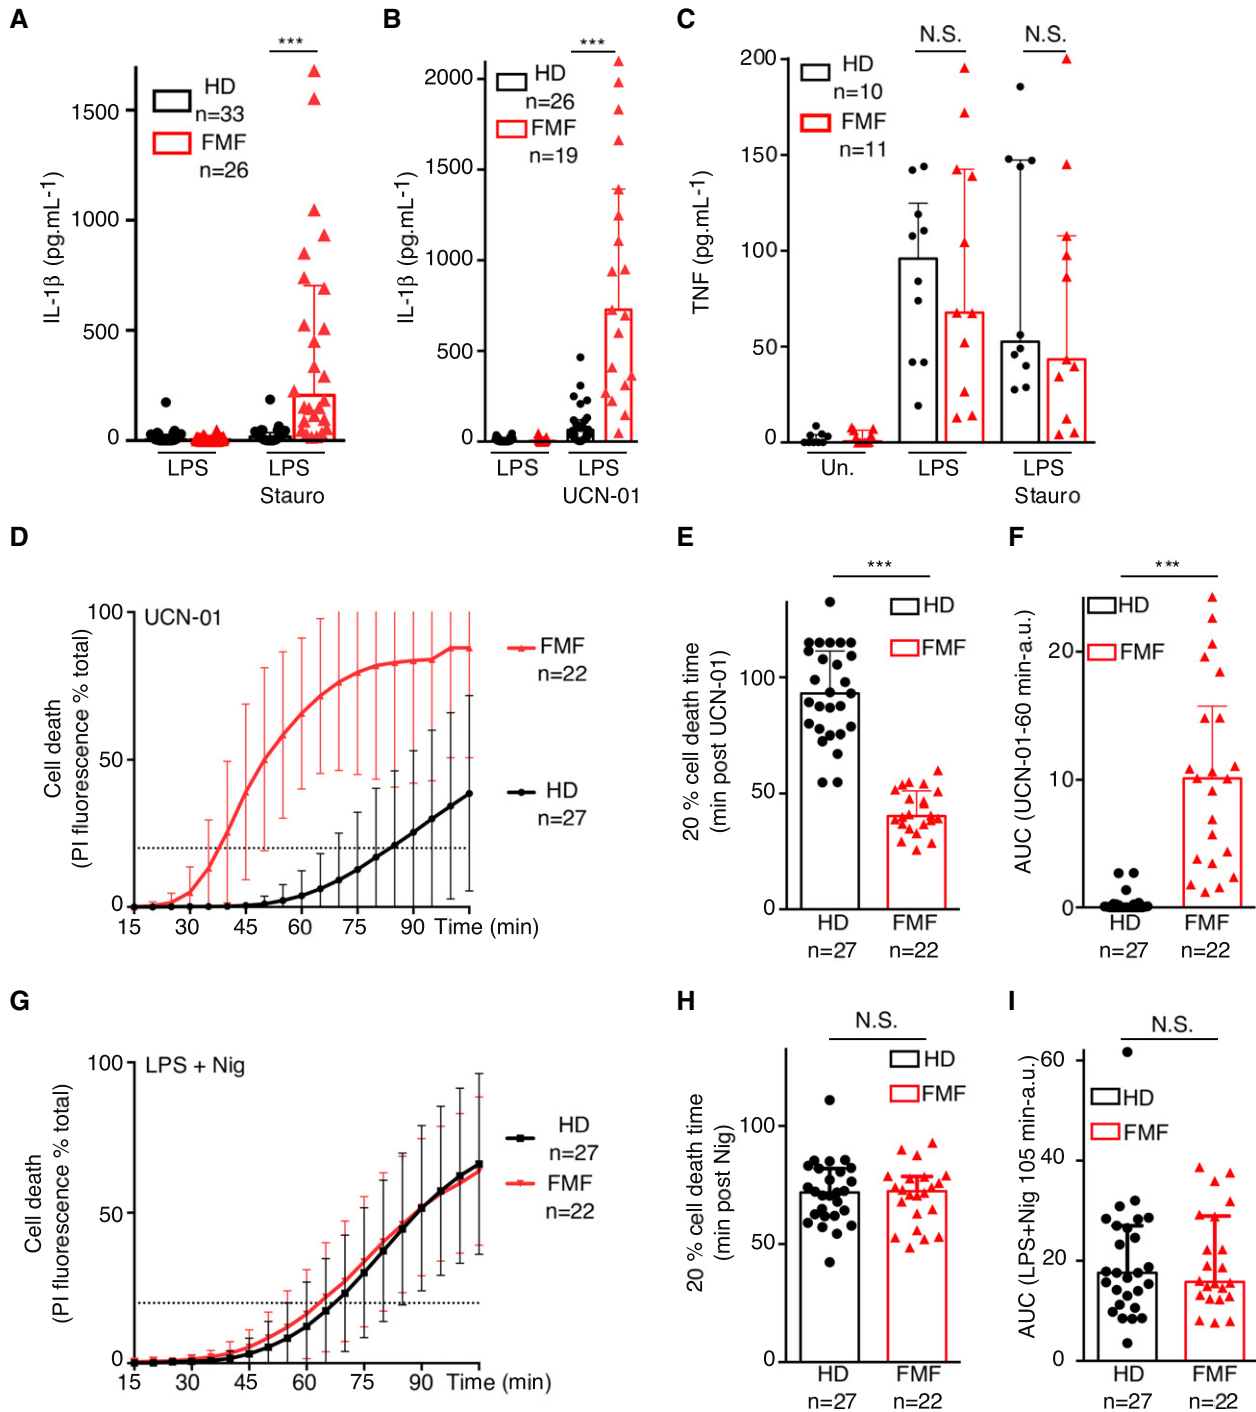 A
B
C
***
***
N.S.
N.S.
HD
n=33
FMF
n=26
1500
1000
500
0
IL-1β (pg.mL-1)
LPS
LPS
Stauro
HD
n=26
FMF
n=19
2000
1500
1000
500
0
IL-1β (pg.mL-1)
LPS
LPS
UCN-01
HD
n=10
FMF
n=11
200
150
100
50
0
TNF (pg.mL-1)
Un.
LPS
LPS
Stauro
D
E
F
UCN-01
100
50
0
Cell death
(PI fluorescence % total)
15
30
45
60
75
90
Time (min)
FMF
n=22
HD
n=27
***
HD
FMF
100
50
0
20 % cell death time
(min post UCN-01)
HD
n=27
FMF
n=22
***
HD
FMF
20
10
0
AUC (UCN-01-60 min-a.u.)
HD
n=27
FMF
n=22
G
H
I
LPS + Nig
100
50
0
Cell death
(PI fluorescence % total)
15
30
45
60
75
90
Time (min)
HD
n=27
FMF
n=22
N.S.
HD
FMF
100
50
0
20 % cell death time
(min post Nig)
HD
n=27
FMF
n=22
N.S.
HD
FMF
60
40
20
0
AUC (LPS+Nig 105 min-a.u.)
HD
n=27
FMF
n=22